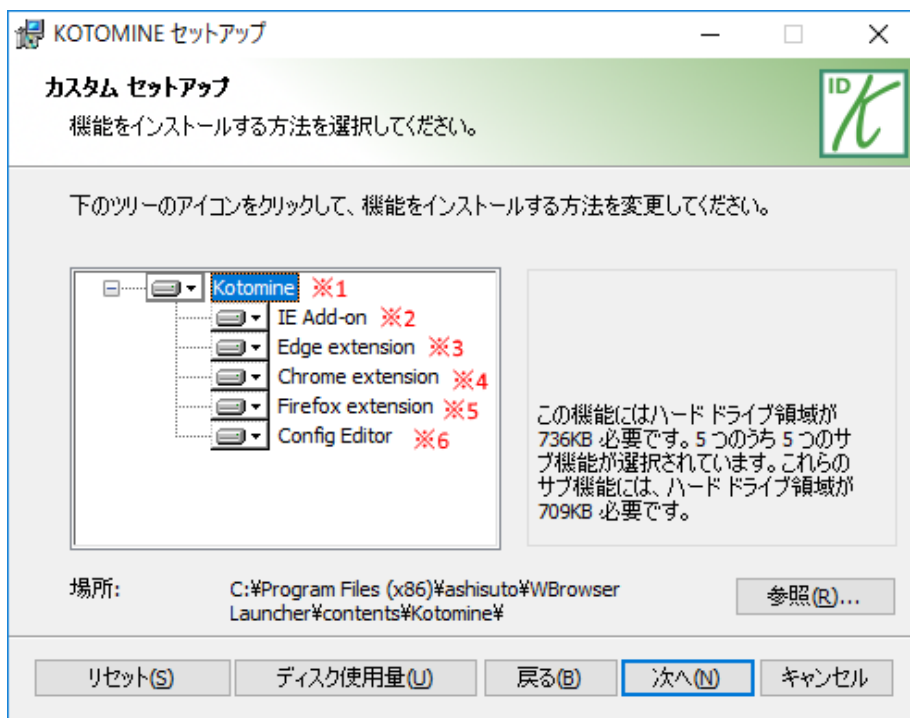 KOTOMINE セットアップ
カスタム セットアップ
機能をインストールする方法を選択してください。
ID K
下のツリーのアイコンをクリックして、機能をインストールする方法を変更してください。
Kotomine ※1
IE Add-on ※2
Edge extension ※3
Chrome extension ※4
Firefox extension ※5
Config Editor ※6
この機能にはハード ドライブ領域が
736KB 必要です。5 つのうち 5 つのサ
ブ機能が選択されています。これらの
サブ機能には、ハード ドライブ領域が
709KB 必要です。
場所:
C:¥Program Files (x86)¥ashisuto¥WBrowser
Launcher¥contents¥Kotomine¥
参照(R)...
リセット(S)
ディスク使用量(U)
戻る(B)
次へ(N)
キャンセル